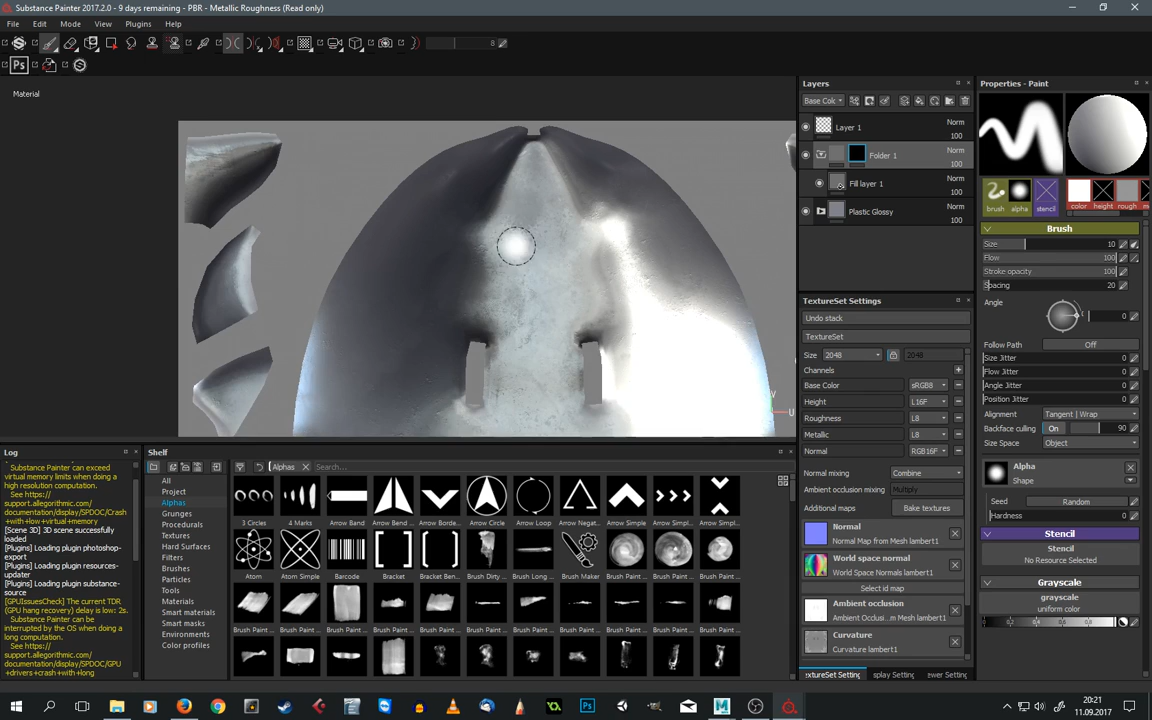 Substance Painter 2017.2.0 - 9 days remaining - PBR - Metallic Roughness (Read only)
File Edit Mode View Plugins Help
8
Ps
Material
U
Layers
Base Col
Layer 1
Norm
100
Folder 1
Norm
100
Fill layer 1
Norm
100
Plastic Glossy
Norm
100
TextureSet Settings
Undo stack
TextureSet
Size 2048 2048
Channels
Base Color sRGB8
Height L16F
Roughness L8
Metallic L8
Normal RGB16F
Normal mixing Combine
Ambient occlusion mixing Multiply
Additional maps Bake textures
Normal
Normal Map from Mesh lambert1
World space normal
World Space Normals lambert1
Select id map
Ambient occlusion
Ambient Occlusi...m Mesh lambert1
Curvature
Curvature lambert1
extureSet Setting splay Setting ewer Setting
Properties - Paint
brush alpha stencil color height rough m
Brush
Size 10
Flow 100
Stroke opacity 100
Spacing 20
Angle 0
Follow Path Off
Size Jitter 0
Flow Jitter 0
Angle Jitter 0
Position Jitter 0
Alignment Tangent | Wrap
Backface culling On 90
Size Space Object
Alpha
Shape
Seed Random
Hardness 0
Stencil
Stencil
No Resource Selected
Grayscale
grayscale
uniform color
Log
Substance Painter can exceed
virtual memory limits when doing a
high resolution computation.
See https://
support.allegorithmic.com/
documentation/display/SPDOC/Crash
+with+low+virtual+memory
[Scene 3D] 3D scene successfully
loaded
[Plugins] Loading plugin photoshop-
export
[Plugins] Loading plugin resources-
updater
[Plugins] Loading plugin substance-
source
[GPUIssuesCheck] The current TDR
(GPU hang recovery) delay is low: 2s.
Substance Painter can be
interrupted by the OS when doing a
long computation.
See https://
support.allegorithmic.com/
documentation/display/SPDOC/GPU
+drivers+crash+with+long
Shelf
Alphas Search...
All
Project
Alphas
Grunges
Procedurals
Textures
Hard Surfaces
Filters
Brushes
Particles
Tools
Materials
Smart materials
Smart masks
Environments
Color profiles
3 Circles 4 Marks Arrow Band Arrow Bend ... Arrow Borde... Arrow Circle Arrow Loop Arrow Negat... Arrow Simple Arrow Simpl... Arrow Simpl...
Atom Atom Simple Barcode Bracket Bracket Ben... Brush Dirty ... Brush Long ... Brush Maker Brush Paint ... Brush Paint ... Brush Paint ...
Brush Paint ... Brush Paint ... Brush Paint ... Brush Paint ... Brush Paint ... Brush Paint ... Brush Paint ... Brush Paint ... Brush Paint ... Brush Paint ... Brush Paint ...
20:21
11.09.2017